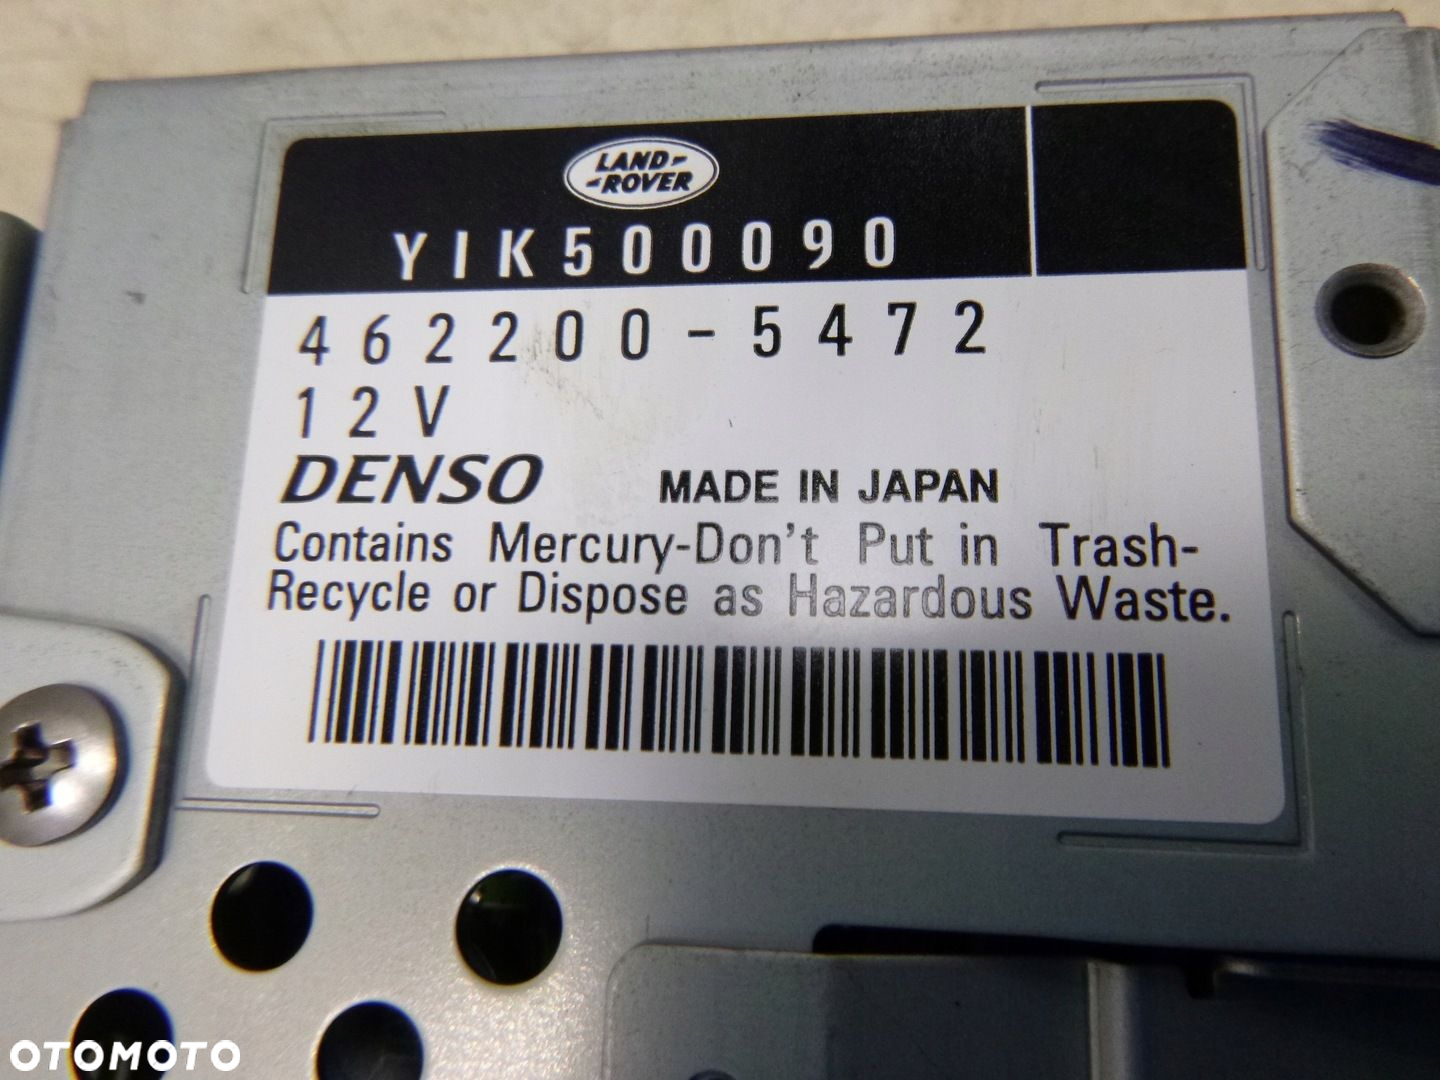 LAND-
-ROVER
YIK500090
462200-5472
12V
DENSO MADE IN JAPAN
Contains Mercury-Don't Put in Trash-
Recycle or Dispose as Hazardous Waste.
OTOMOTO